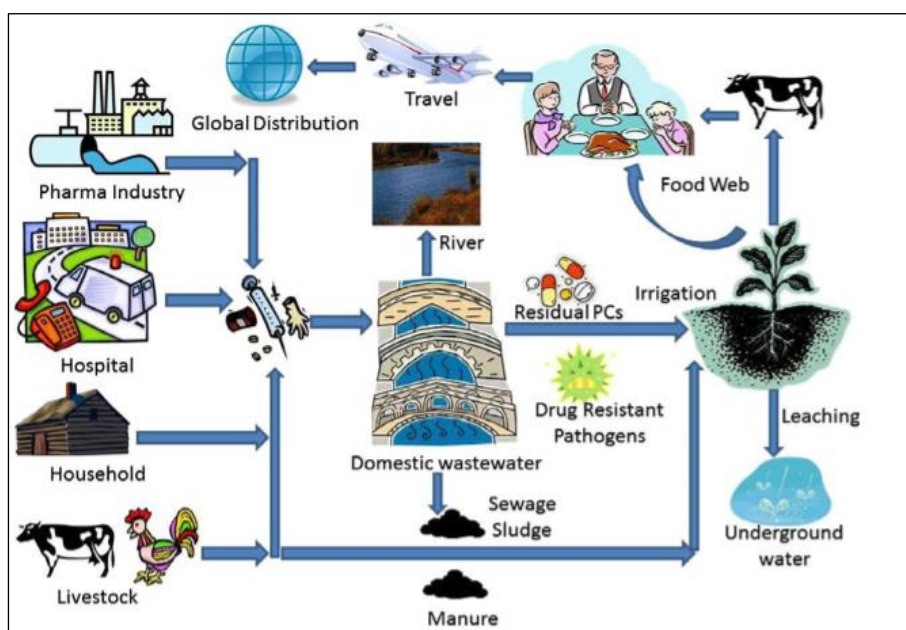 Travel
Global Distribution
Pharma Industry
Food Web
River
Irrigation
Residual PCs
Hospital
Drug Resistant
Pathogens
Leaching
Domestic wastewater
Household
Sewage
Sludge
Underground
water
Livestock
Manure